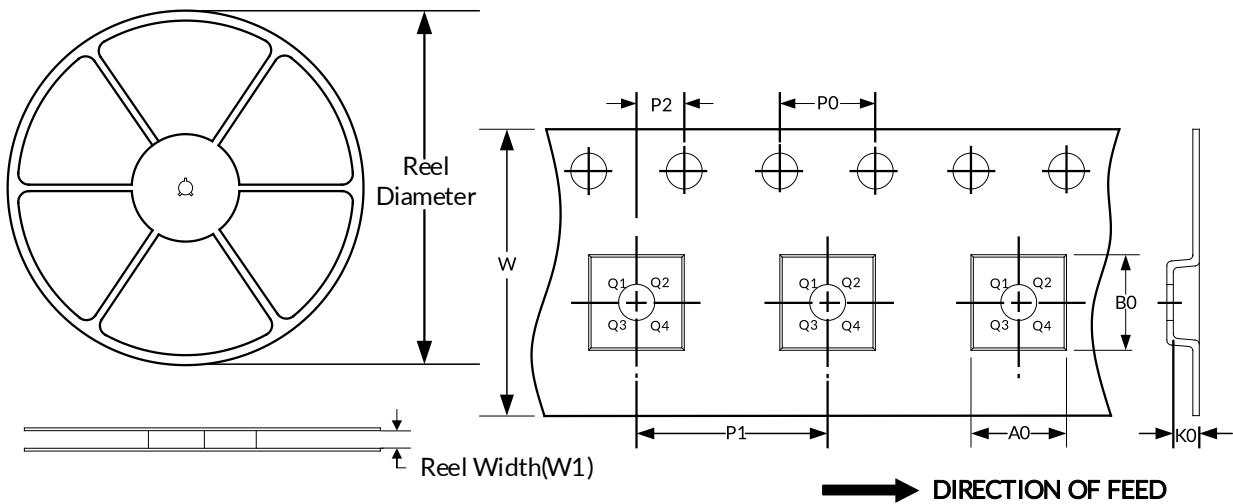 Reel
Diameter
Reel Width(W1)
P2
P0
W
Q1 Q2
Q3 Q4
Q1 Q2
Q3 Q4
Q1 Q2
Q3 Q4
B0
P1
A0
K0
DIRECTION OF FEED